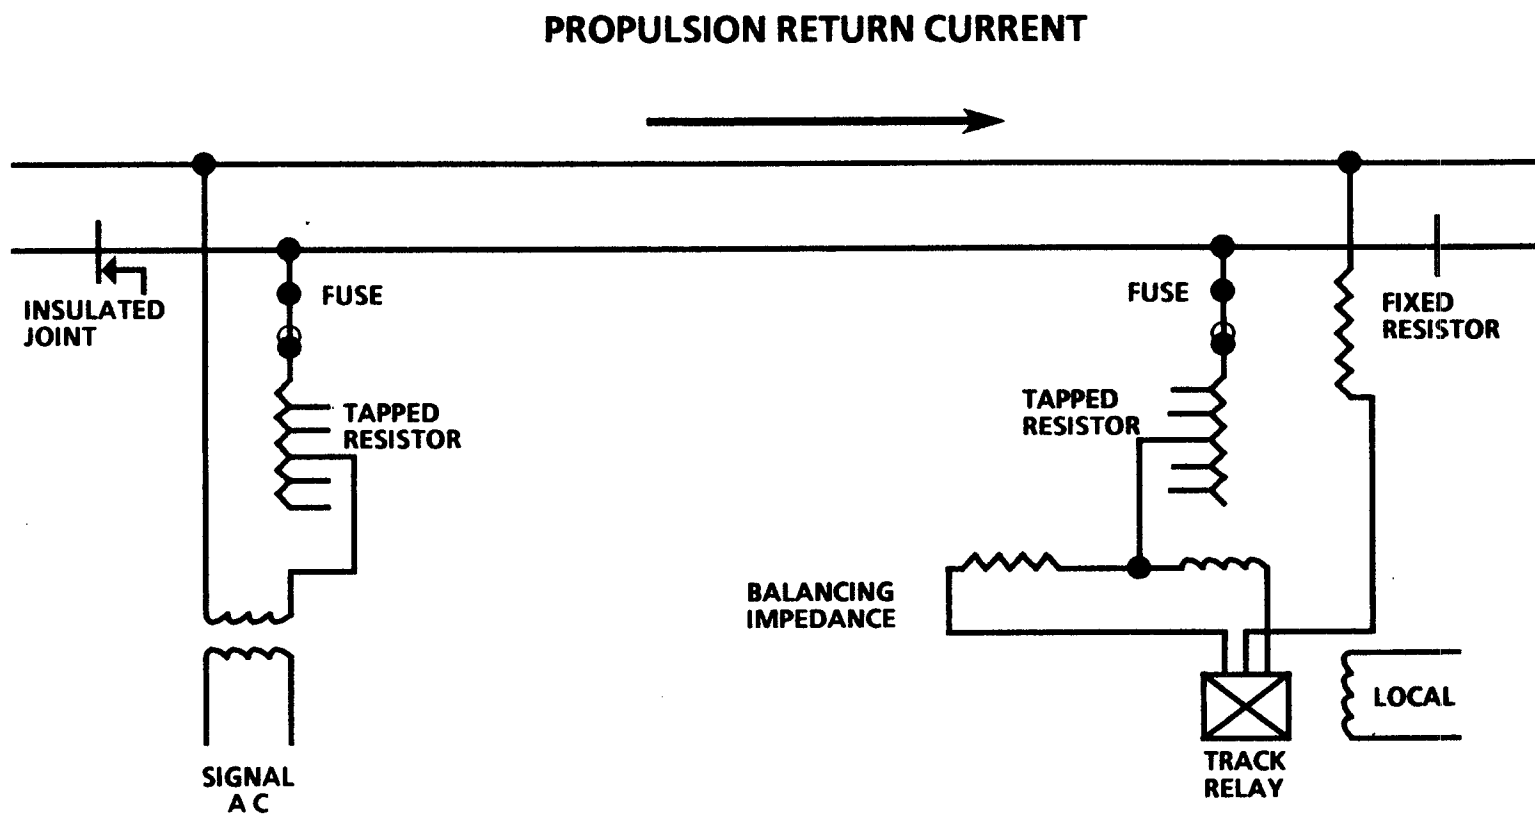 PROPULSION RETURN CURRENT
INSULATED
JOINT
FUSE
FUSE
FIXED
RESISTOR
TAPPED
RESISTOR
TAPPED
RESISTOR
BALANCING
IMPEDANCE
LOCAL
SIGNAL
A C
TRACK
RELAY